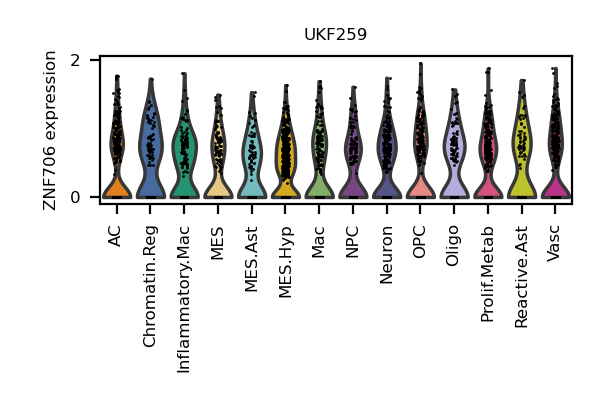 UKF259
ZNF706 expression
2
0
AC
Chromatin.Reg
Inflammatory.Mac
MES
MES.Ast
MES.Hyp
Mac
NPC
Neuron
OPC
Oligo
Prolif.Metab
Reactive.Ast
Vasc